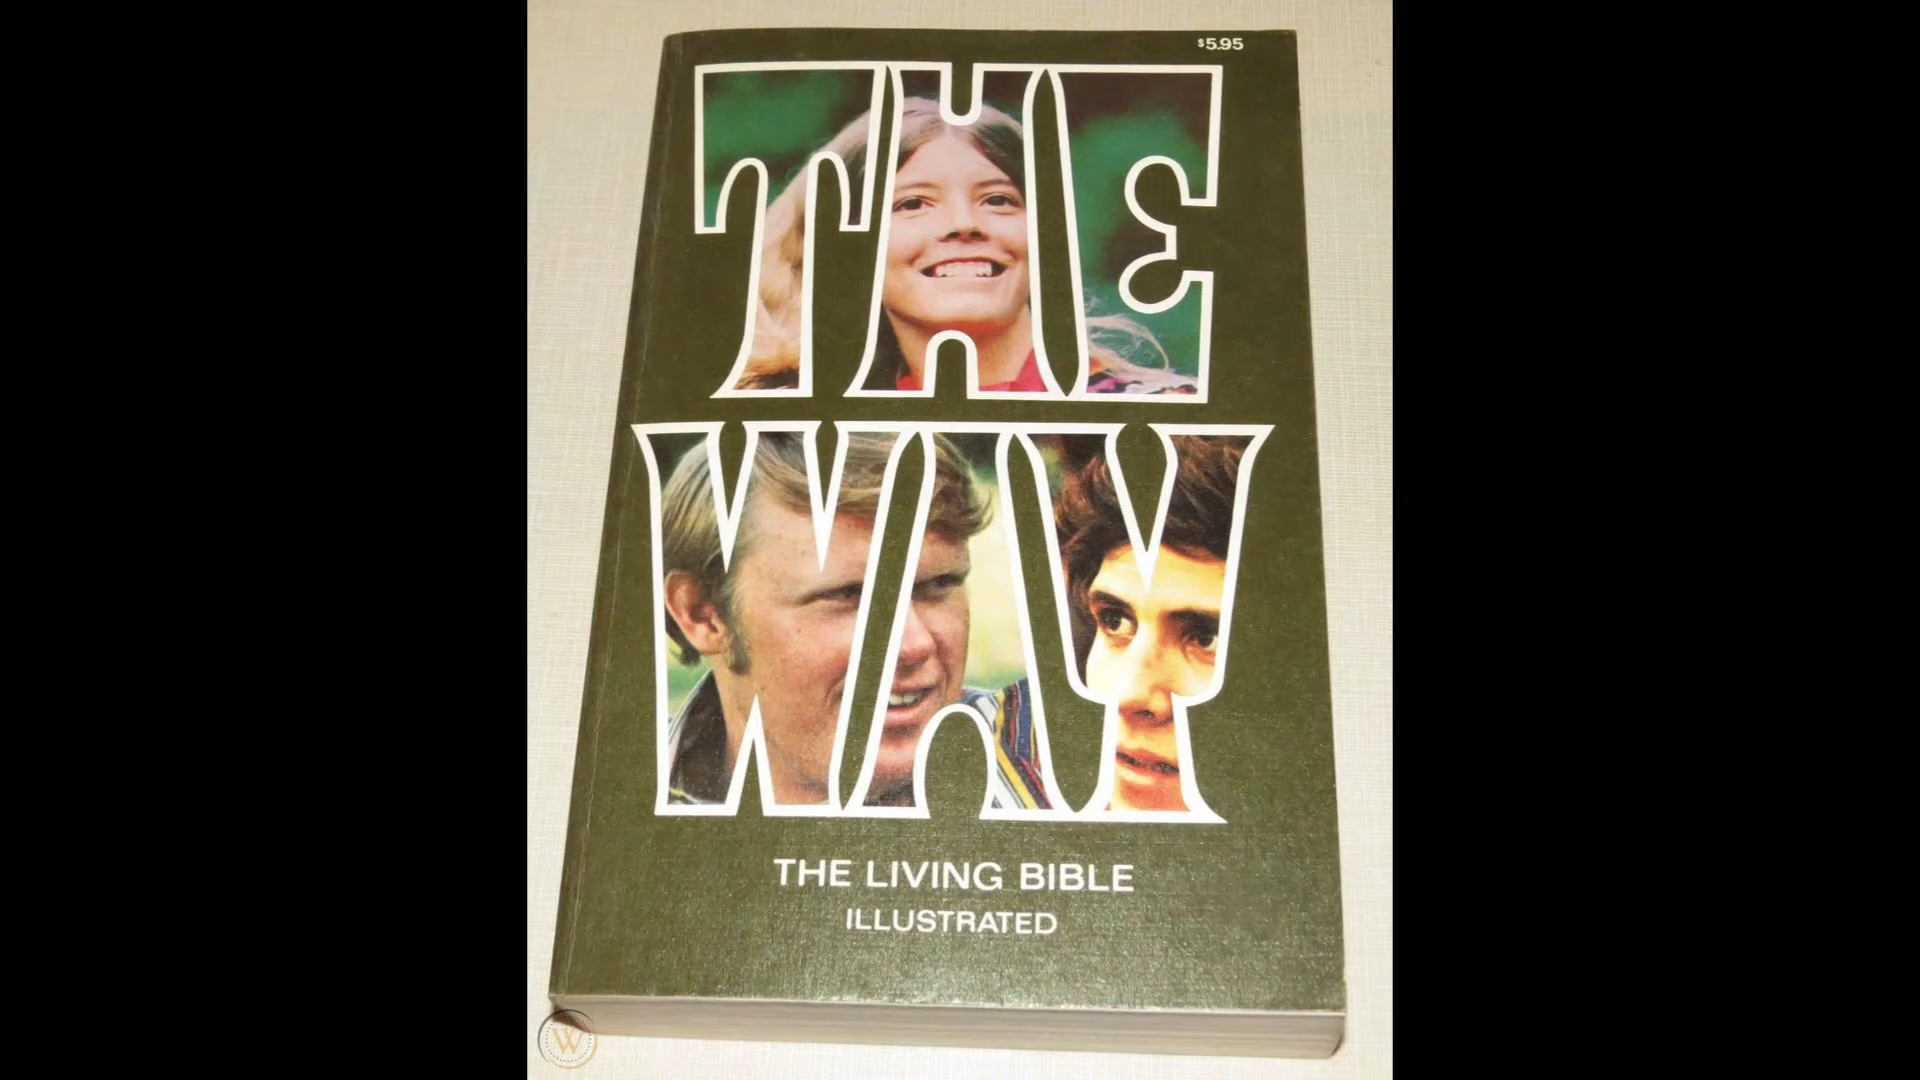 $5.95
THE
WAY
THE LIVING BIBLE
ILLUSTRATED
W